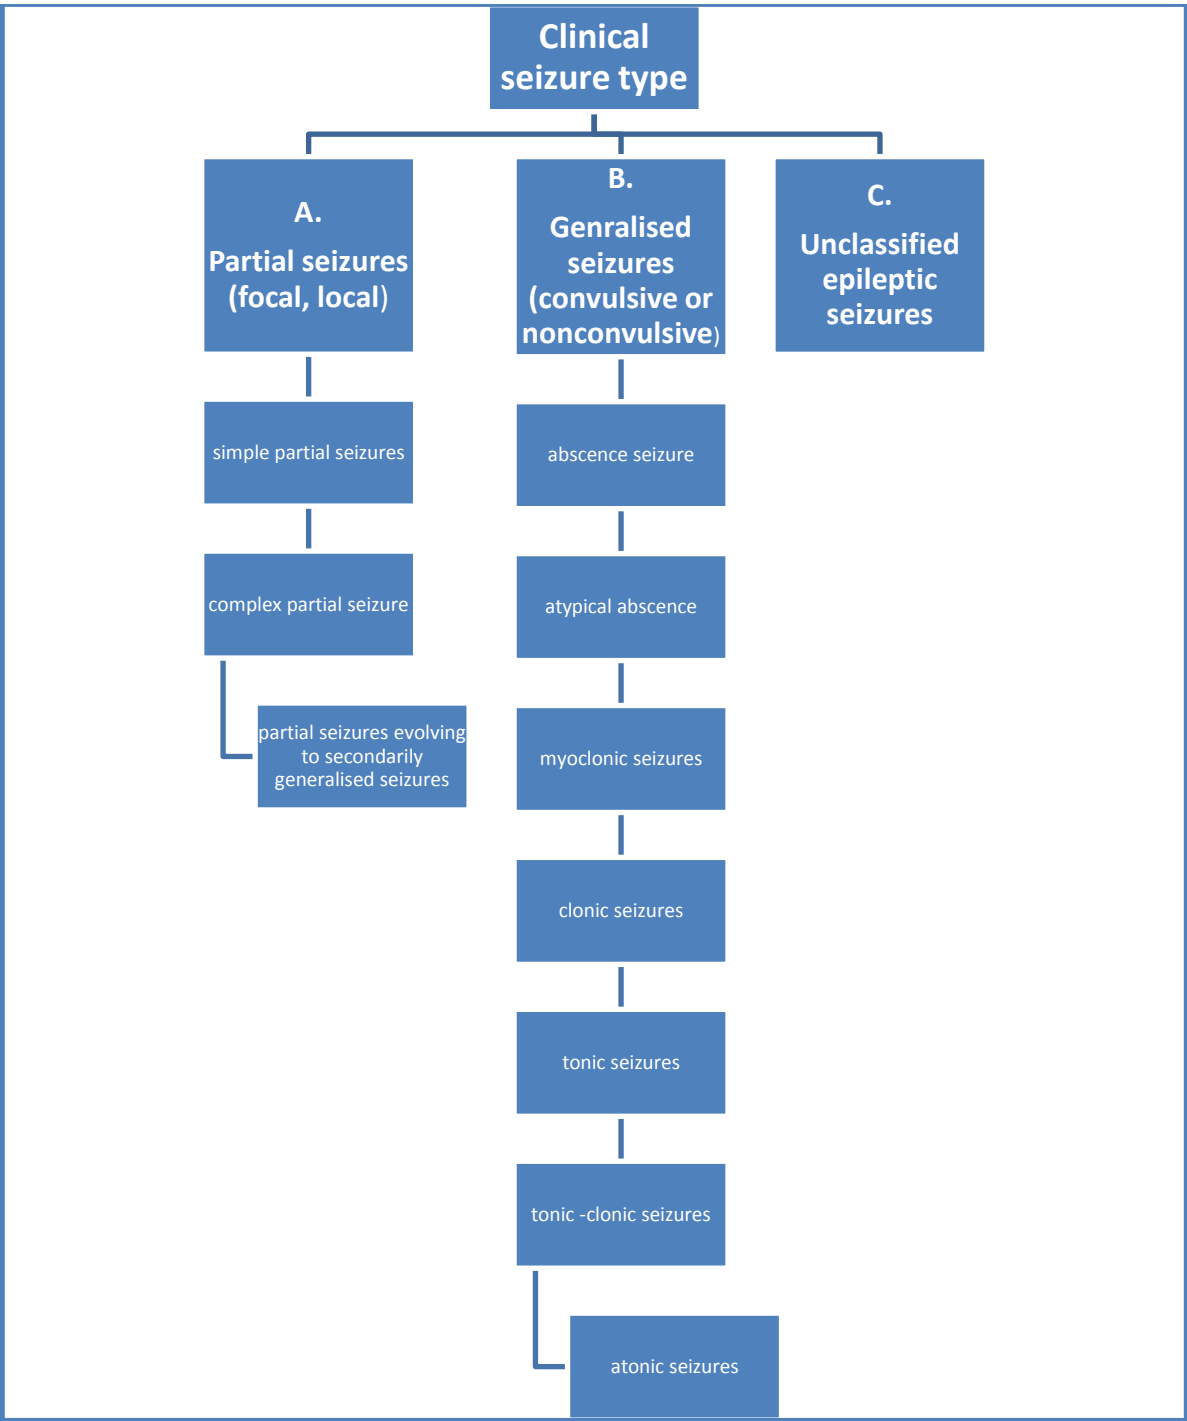 Clinical
seizure type
A.
Partial seizures
(focal, local)
B.
Genralised
seizures
(convulsive or
nonconvulsive)
C.
Unclassified
epileptic
seizures
simple partial seizures
complex partial seizure
partial seizures evolving
to secondarily
generalised seizures
abscence seizure
atypical abscence
myoclonic seizures
clonic seizures
tonic seizures
tonic -clonic seizures
atonic seizures